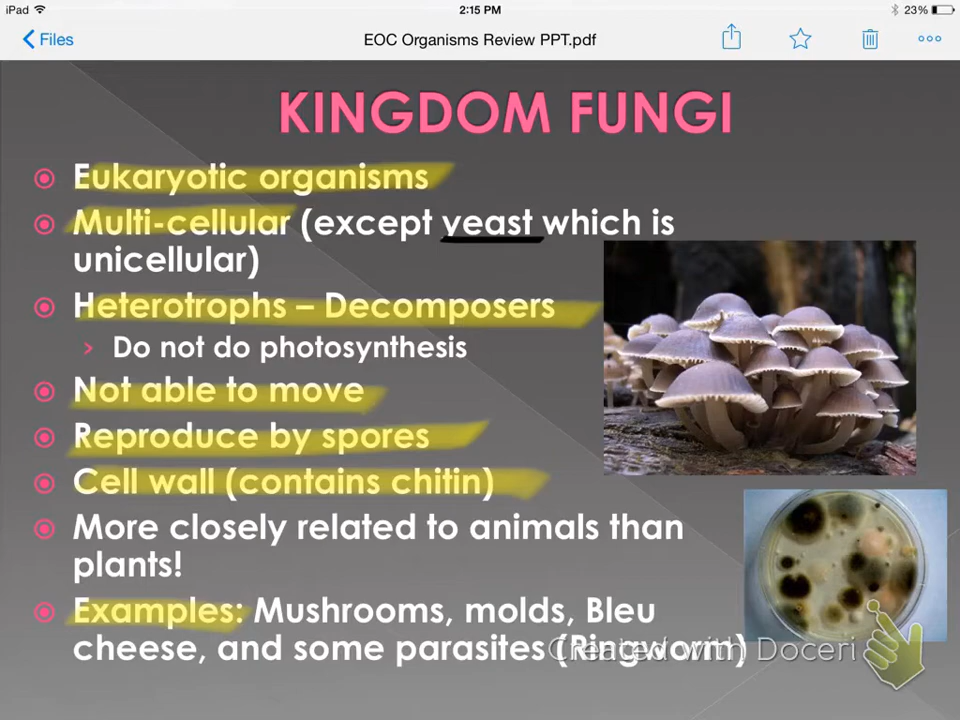 iPad 2:15 PM 23%
Files EOC Organisms Review PPT.pdf
KINGDOM FUNGI
Eukaryotic organisms
Multi-cellular (except yeast which is
unicellular)
Heterotrophs – Decomposers
Do not do photosynthesis
Not able to move
Reproduce by spores
Cell wall (contains chitin)
More closely related to animals than
plants!
Examples: Mushrooms, molds, Bleu
cheese, and some parasites (Ringworm)
Created with Doceri